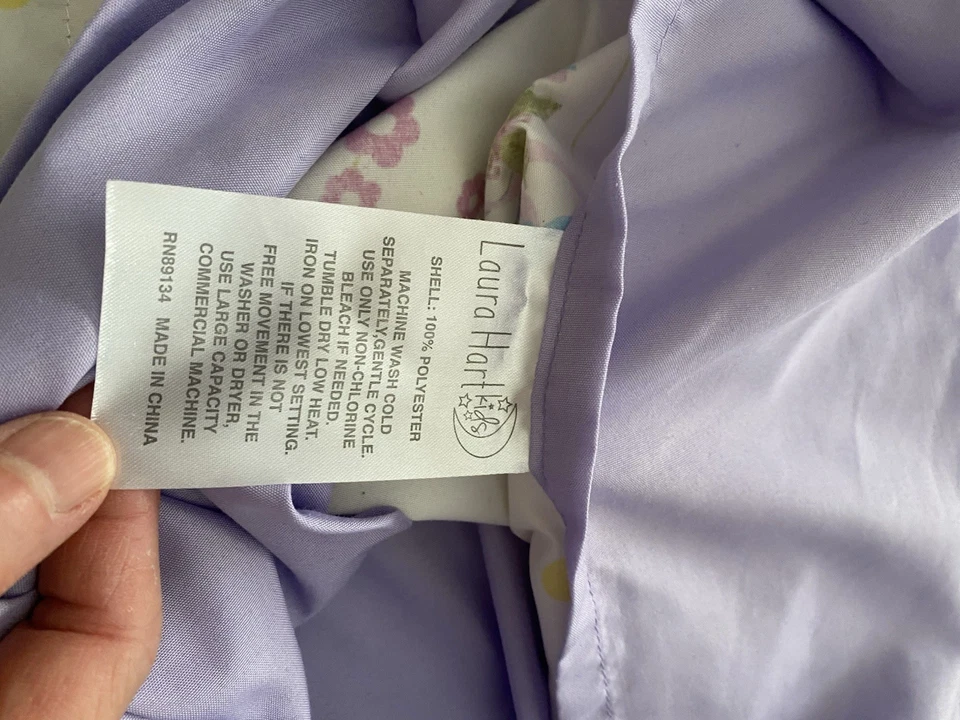 Laura Hart
kids
SHELL: 100% POLYESTER
MACHINE WASH COLD
SEPARATELY,GENTLE CYCLE.
USE ONLY NON-CHLORINE
BLEACH IF NEEDED.
TUMBLE DRY LOW HEAT.
IRON ON LOWEST SETTING.
IF THERE IS NOT
FREE MOVEMENT IN THE
WASHER OR DRYER,
USE LARGE CAPACITY
COMMERCIAL MACHINE.
RN89134 MADE IN CHINA